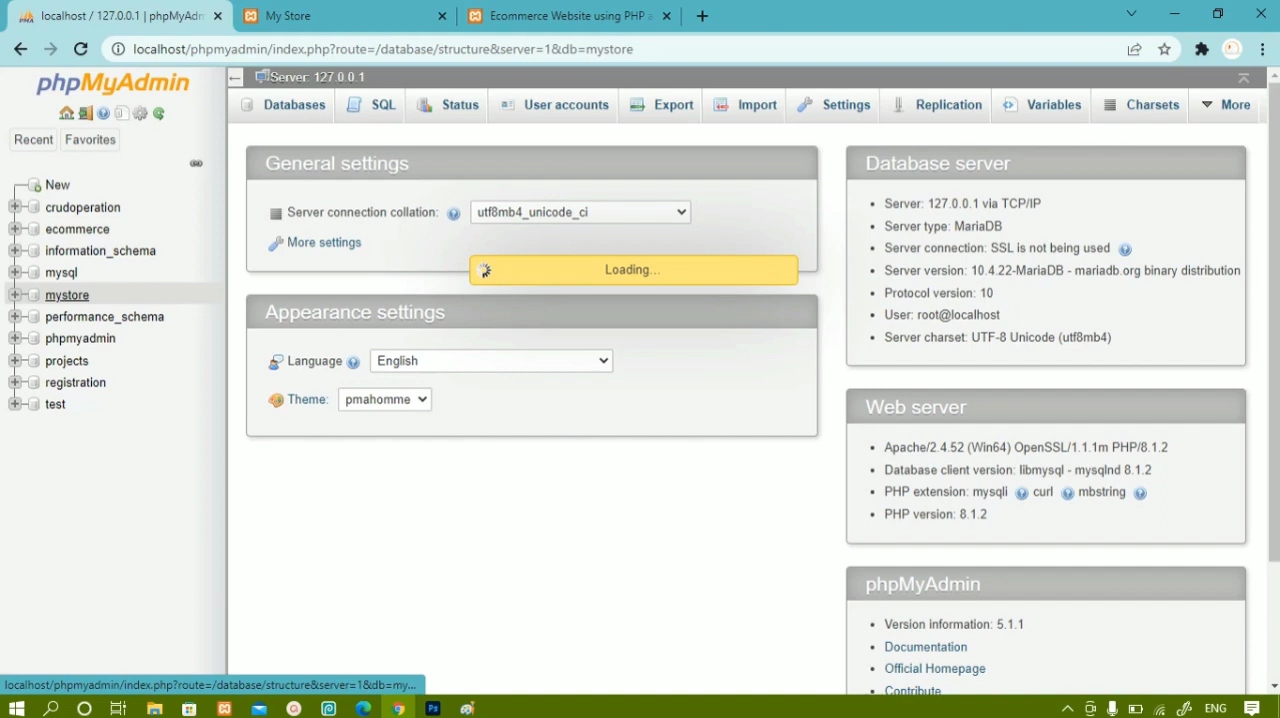 localhost / 127.0.0.1 | phpMyAdn
My Store
Ecommerce Website using PHP a
localhost/phpmyadmin/index.php?route=/database/structure&server=1&db=mystore
phpMyAdmin
Recent Favorites
New
crudoperation
ecommerce
information_schema
mysql
mystore
performance_schema
phpmyadmin
projects
registration
test
Server: 127.0.0.1
Databases SQL Status User accounts Export Import Settings Replication Variables Charsets More
General settings
Server connection collation: utf8mb4_unicode_ci
More settings
Loading...
Appearance settings
Language English
Theme: pmahomme
Database server
Server: 127.0.0.1 via TCP/IP
Server type: MariaDB
Server connection: SSL is not being used
Server version: 10.4.22-MariaDB - mariadb.org binary distribution
Protocol version: 10
User: root@localhost
Server charset: UTF-8 Unicode (utf8mb4)
Web server
Apache/2.4.52 (Win64) OpenSSL/1.1.1m PHP/8.1.2
Database client version: libmysql - mysqlnd 8.1.2
PHP extension: mysqli curl mbstring
PHP version: 8.1.2
phpMyAdmin
Version information: 5.1.1
Documentation
Official Homepage
Contribute
localhost/phpmyadmin/index.php?route=/database/structure&server=1&db=my...
Ps
ENG